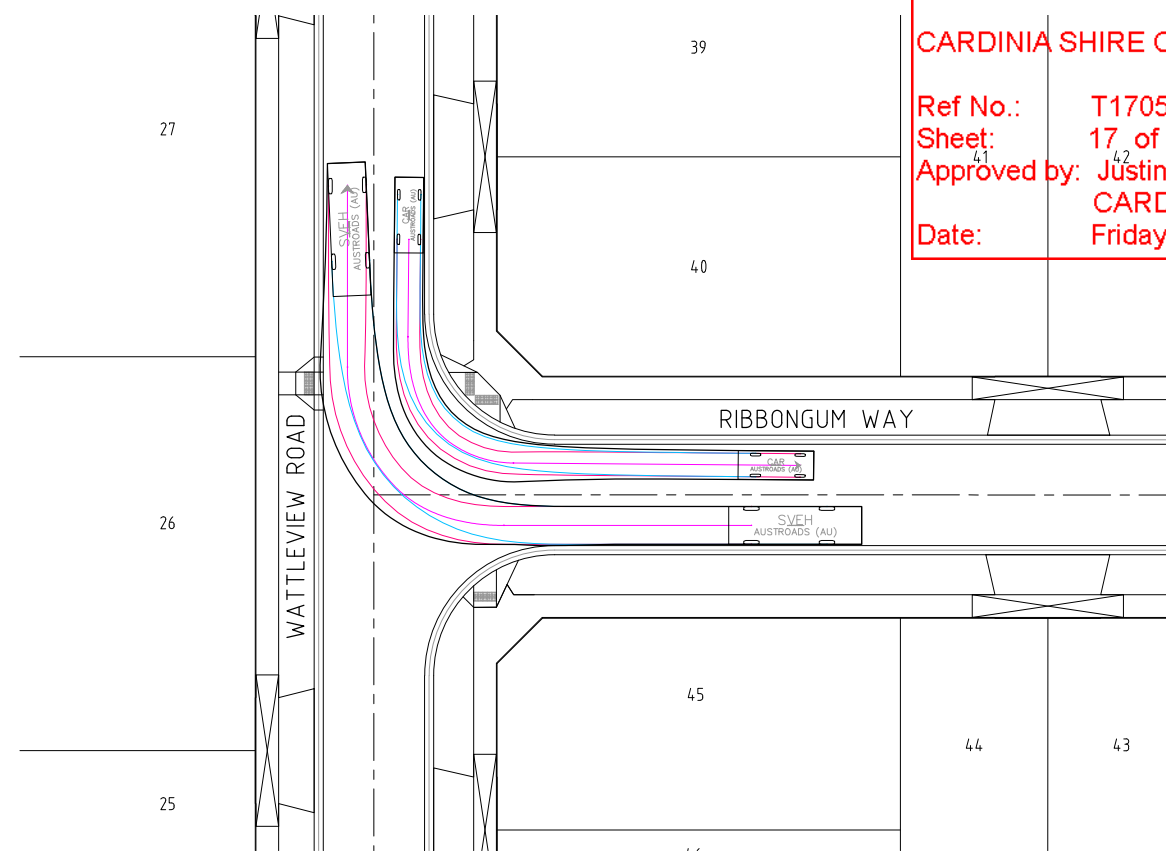 39
CARDINIA SHIRE
27
Ref No.: T1705
Sheet: 17 of
41
42
Approved by: Justin
CARD
Date: Friday
SVEH
AUSTROADS (AU)
CAR
AUSTROADS (AU)
40
RIBBONGUM WAY
WATTLEVIEW ROAD
CAR
AUSTROADS (AU)
26
SVEH
AUSTROADS (AU)
45
44
43
25